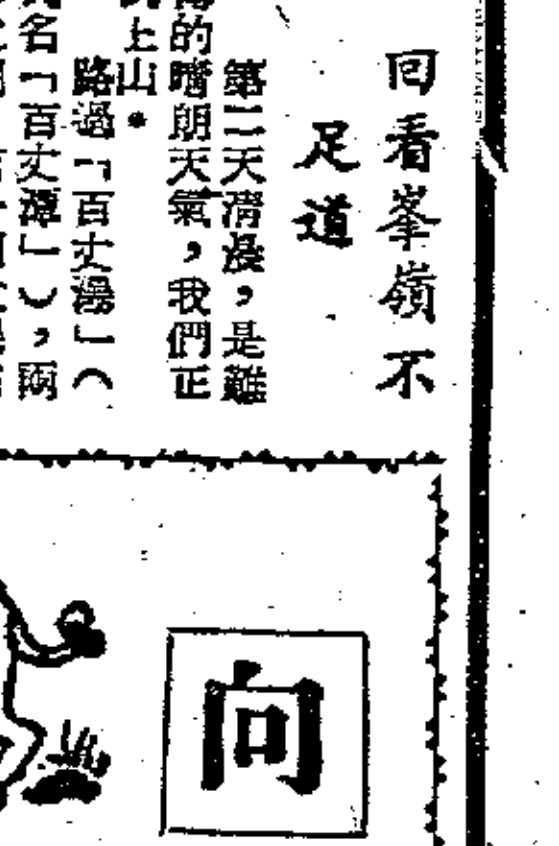 回看峯嶺不
足道
第二天清晨,是難
的晴朗天氣,我們正
上山。
路過「百丈湯」(
名「百丈潭」),兩
向